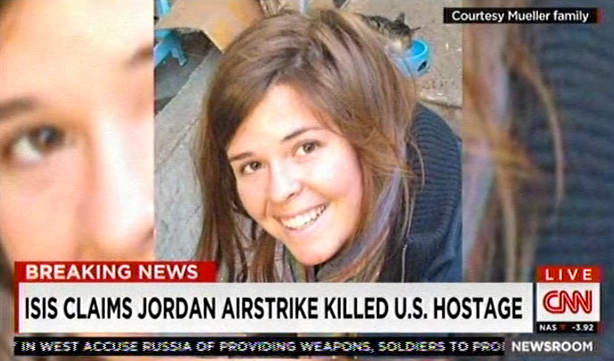 Courtesy Mueller family
BREAKING NEWS
LIVE
ISIS CLAIMS JORDAN AIRSTRIKE KILLED U.S. HOSTAGE
CNN
NAS ▼ -3.92
IN WEST ACCUSE RUSSIA OF PROVIDING WEAPONS, SOLDIERS TO
NEWSROOM